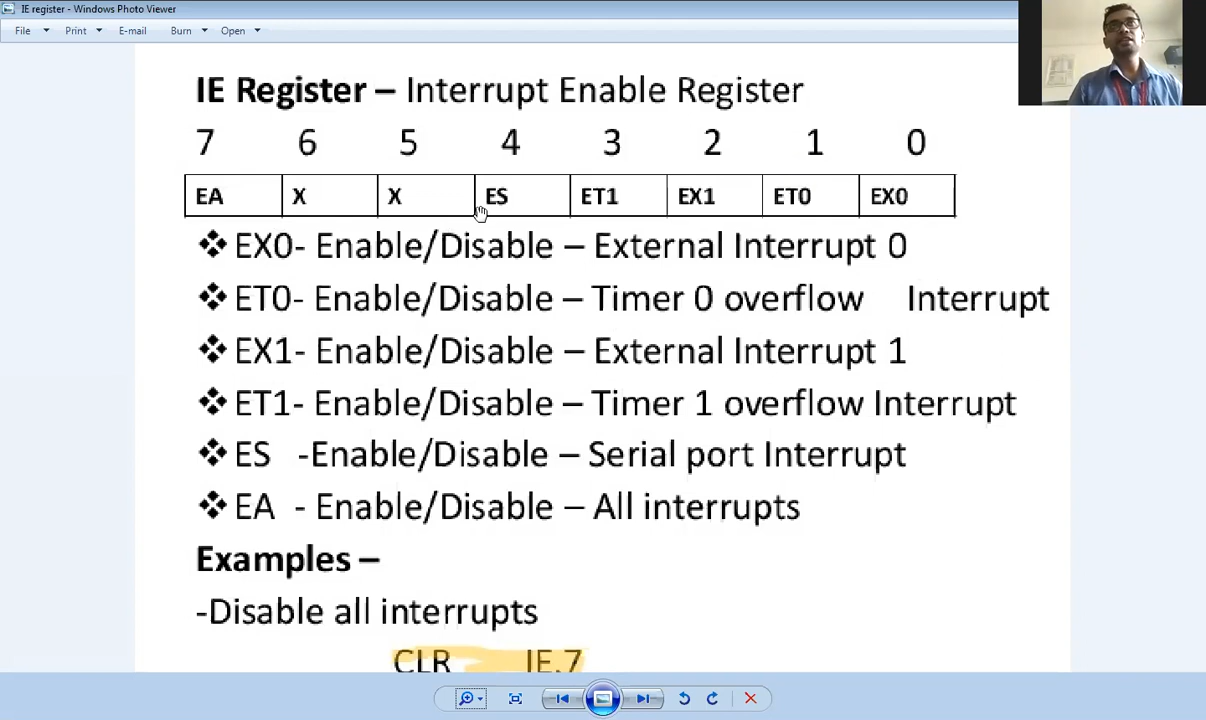 IE register - Windows Photo Viewer
File Print E-mail Burn Open
IE Register – Interrupt Enable Register
7 6 5 4 3 2 1 0
EA X X ES ET1 EX1 ET0 EX0
❖ EX0- Enable/Disable – External Interrupt 0
❖ ET0- Enable/Disable – Timer 0 overflow Interrupt
❖ EX1- Enable/Disable – External Interrupt 1
❖ ET1- Enable/Disable – Timer 1 overflow Interrupt
❖ ES -Enable/Disable – Serial port Interrupt
❖ EA - Enable/Disable – All interrupts
Examples –
-Disable all interrupts
CLR IE.7